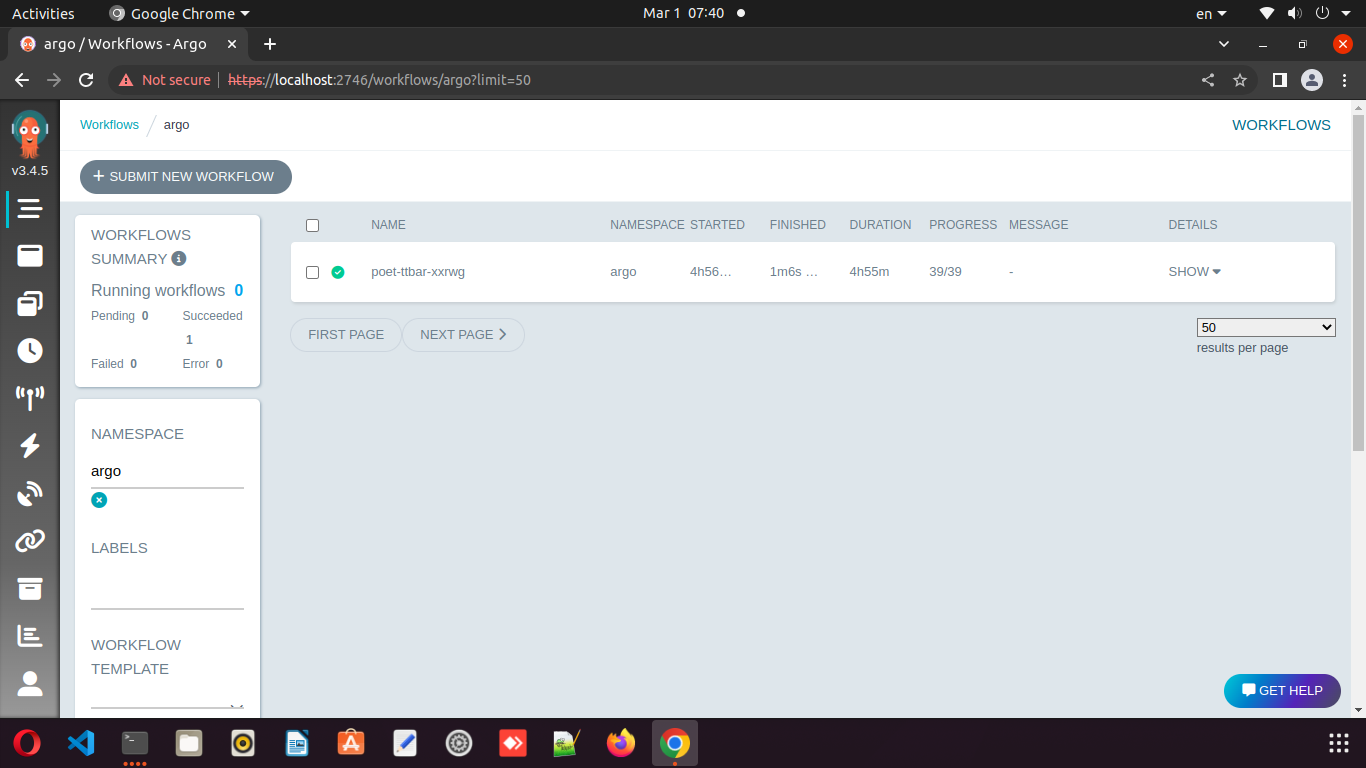 Activities Google Chrome Mar 1 07:40 en
argo / Workflows - Argo
Not secure https://localhost:2746/workflows/argo?limit=50
v3.4.5
Workflows argo WORKFLOWS
+ SUBMIT NEW WORKFLOW
WORKFLOWS
SUMMARY
Running workflows 0
Pending 0 Succeeded
1
Failed 0 Error 0
NAMESPACE
argo
LABELS
WORKFLOW
TEMPLATE
NAME NAMESPACE STARTED FINISHED DURATION PROGRESS MESSAGE DETAILS
poet-ttbar-xxrwg argo 4h56… 1m6s … 4h55m 39/39 - SHOW
FIRST PAGE NEXT PAGE 50
results per page
GET HELP